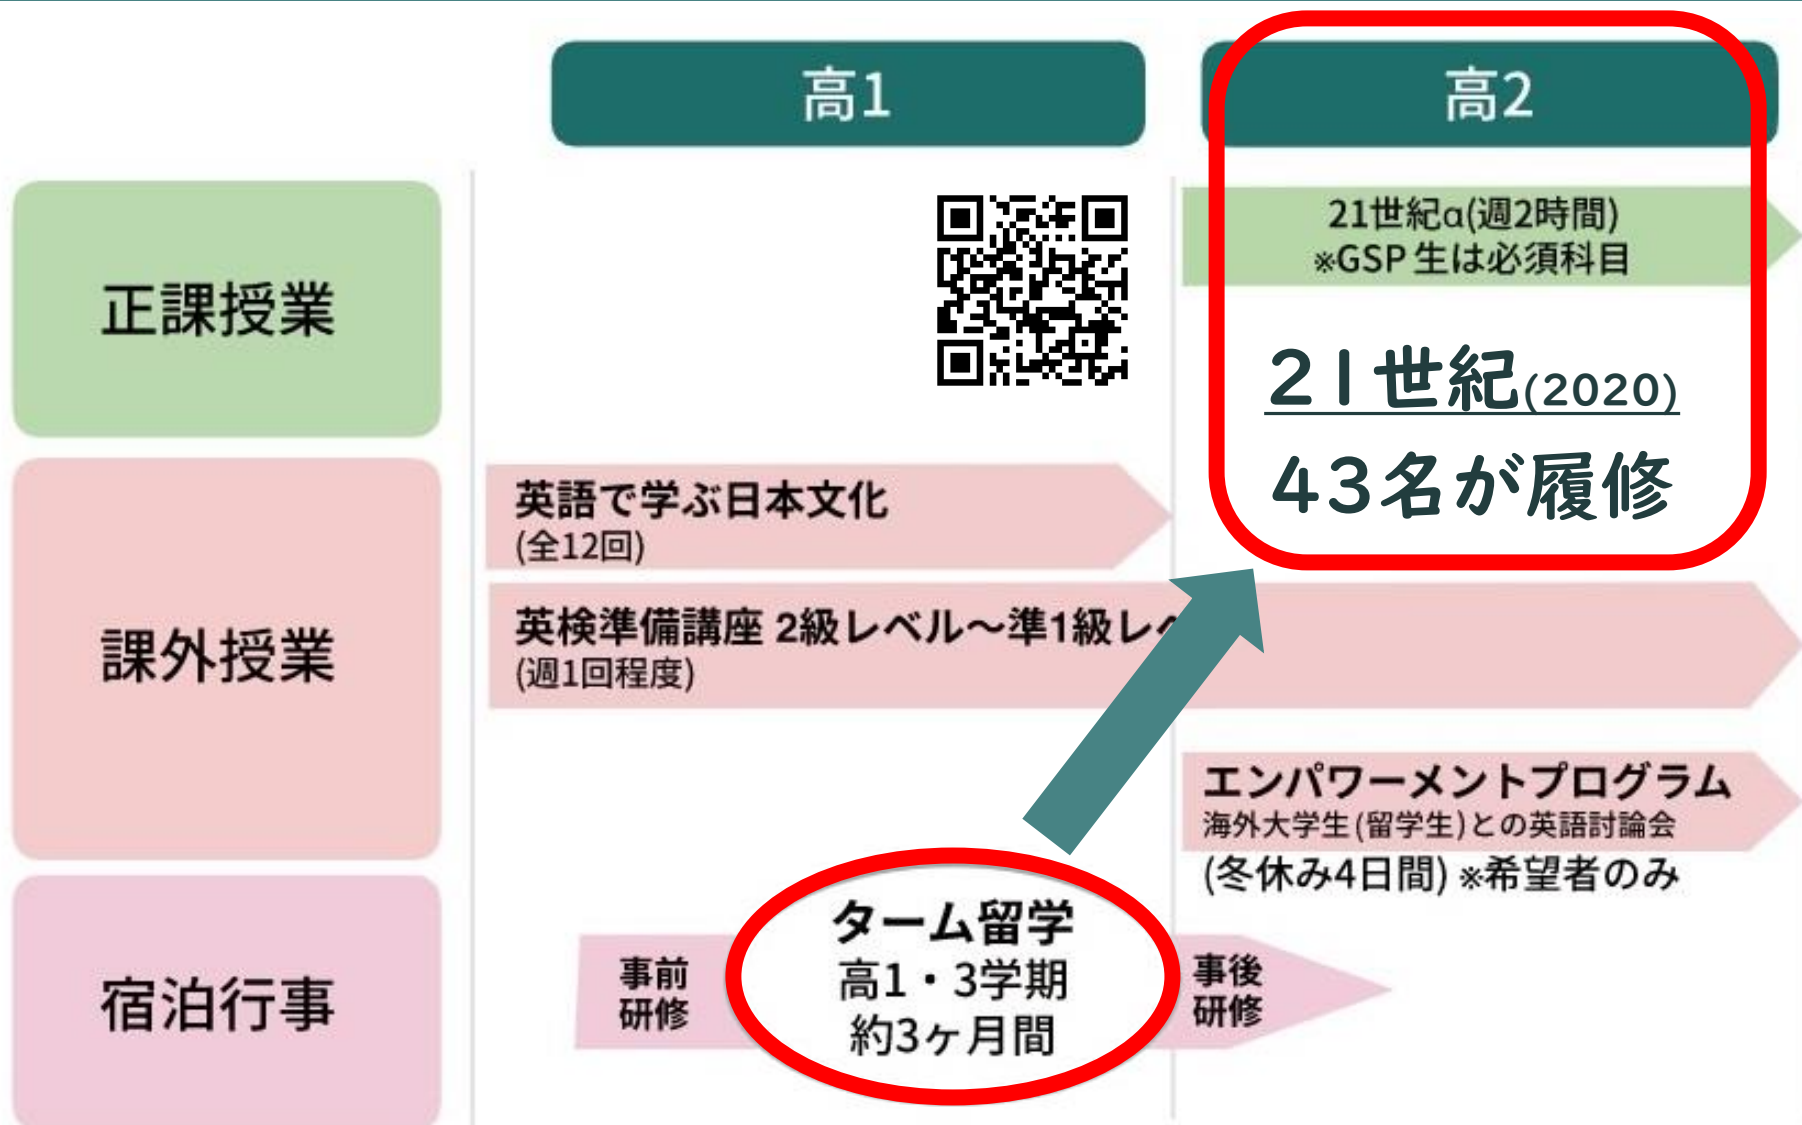 高1
高2
正課授業
21世紀α(週2時間)
※GSP生は必須科目
21世紀(2020)
43名が履修
課外授業
英語で学ぶ日本文化
(全12回)
英検準備講座 2級レベル～準1級レ
(週1回程度)
エンパワーメントプログラム
海外大学生(留学生)との英語討論会
(冬休み4日間) ※希望者のみ
宿泊行事
事前
研修
ターム留学
高1・3学期
約3ヶ月間
事後
研修